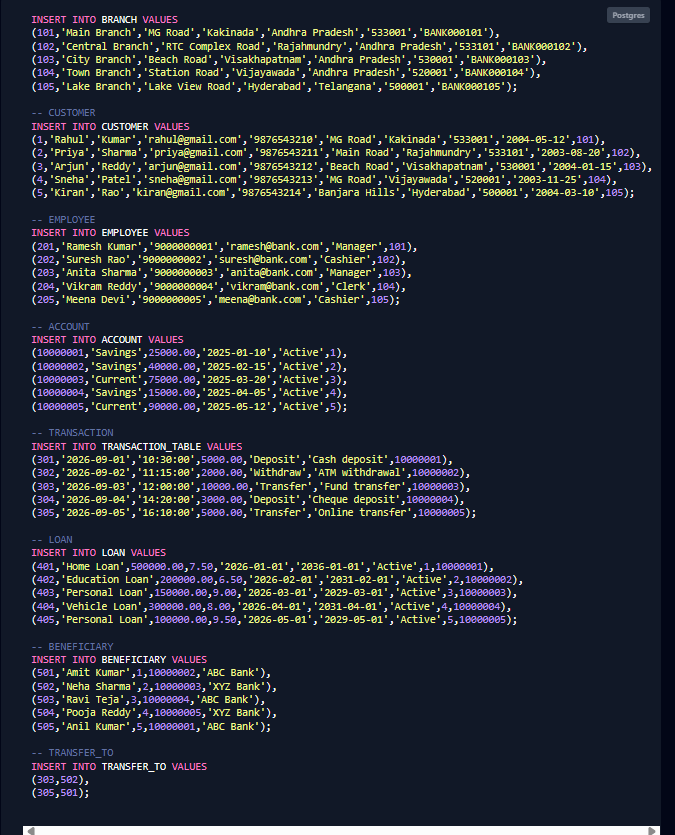 Postgres
INSERT INTO BRANCH VALUES
(101,'Main Branch','MG Road','Kakinada','Andhra Pradesh','533001','BANK000101'),
(102,'Central Branch','RTC Complex Road','Rajahmundry','Andhra Pradesh','533101','BANK000102'),
(103,'City Branch','Beach Road','Visakhapatnam','Andhra Pradesh','530001','BANK000103'),
(104,'Town Branch','Station Road','Vijayawada','Andhra Pradesh','520001','BANK000104'),
(105,'Lake Branch','Lake View Road','Hyderabad','Telangana','500001','BANK000105');
-- CUSTOMER
INSERT INTO CUSTOMER VALUES
(1,'Rahul','Kumar','rahul@gmail.com','9876543210','MG Road','Kakinada','533001','2004-05-12',101),
(2,'Priya','Sharma','priya@gmail.com','9876543211','Main Road','Rajahmundry','533101','2003-08-20',102),
(3,'Arjun','Reddy','arjun@gmail.com','9876543212','Beach Road','Visakhapatnam','530001','2004-01-15',103),
(4,'Sneha','Patel','sneha@gmail.com','9876543213','MG Road','Vijayawada','520001','2003-11-25',104),
(5,'Kiran','Rao','kiran@gmail.com','9876543214','Banjara Hills','Hyderabad','500001','2004-03-10',105);
-- EMPLOYEE
INSERT INTO EMPLOYEE VALUES
(201,'Ramesh Kumar','9000000001','ramesh@bank.com','Manager',101),
(202,'Suresh Rao','9000000002','suresh@bank.com','Cashier',102),
(203,'Anita Sharma','9000000003','anita@bank.com','Manager',103),
(204,'Vikram Reddy','9000000004','vikram@bank.com','Clerk',104),
(205,'Meena Devi','9000000005','meena@bank.com','Cashier',105);
-- ACCOUNT
INSERT INTO ACCOUNT VALUES
(10000001,'Savings',25000.00,'2025-01-10','Active',1),
(10000002,'Savings',40000.00,'2025-02-15','Active',2),
(10000003,'Current',75000.00,'2025-03-20','Active',3),
(10000004,'Savings',15000.00,'2025-04-05','Active',4),
(10000005,'Current',90000.00,'2025-05-12','Active',5);
-- TRANSACTION
INSERT INTO TRANSACTION_TABLE VALUES
(301,'2026-09-01','10:30:00',5000.00,'Deposit','Cash deposit',10000001),
(302,'2026-09-02','11:15:00',2000.00,'Withdraw','ATM withdrawal',10000002),
(303,'2026-09-03','12:00:00',10000.00,'Transfer','Fund transfer',10000003),
(304,'2026-09-04','14:20:00',3000.00,'Deposit','Cheque deposit',10000004),
(305,'2026-09-05','16:10:00',5000.00,'Transfer','Online transfer',10000005);
-- LOAN
INSERT INTO LOAN VALUES
(401,'Home Loan',500000.00,7.50,'2026-01-01','2036-01-01','Active',1,10000001),
(402,'Education Loan',200000.00,6.50,'2026-02-01','2031-02-01','Active',2,10000002),
(403,'Personal Loan',150000.00,9.00,'2026-03-01','2029-03-01','Active',3,10000003),
(404,'Vehicle Loan',300000.00,8.00,'2026-04-01','2031-04-01','Active',4,10000004),
(405,'Personal Loan',100000.00,9.50,'2026-05-01','2029-05-01','Active',5,10000005);
-- BENEFICIARY
INSERT INTO BENEFICIARY VALUES
(501,'Amit Kumar',1,10000002,'ABC Bank'),
(502,'Neha Sharma',2,10000003,'XYZ Bank'),
(503,'Ravi Teja',3,10000004,'ABC Bank'),
(504,'Pooja Reddy',4,10000005,'XYZ Bank'),
(505,'Anil Kumar',5,10000001,'ABC Bank');
-- TRANSFER_TO
INSERT INTO TRANSFER_TO VALUES
(303,502),
(305,501);